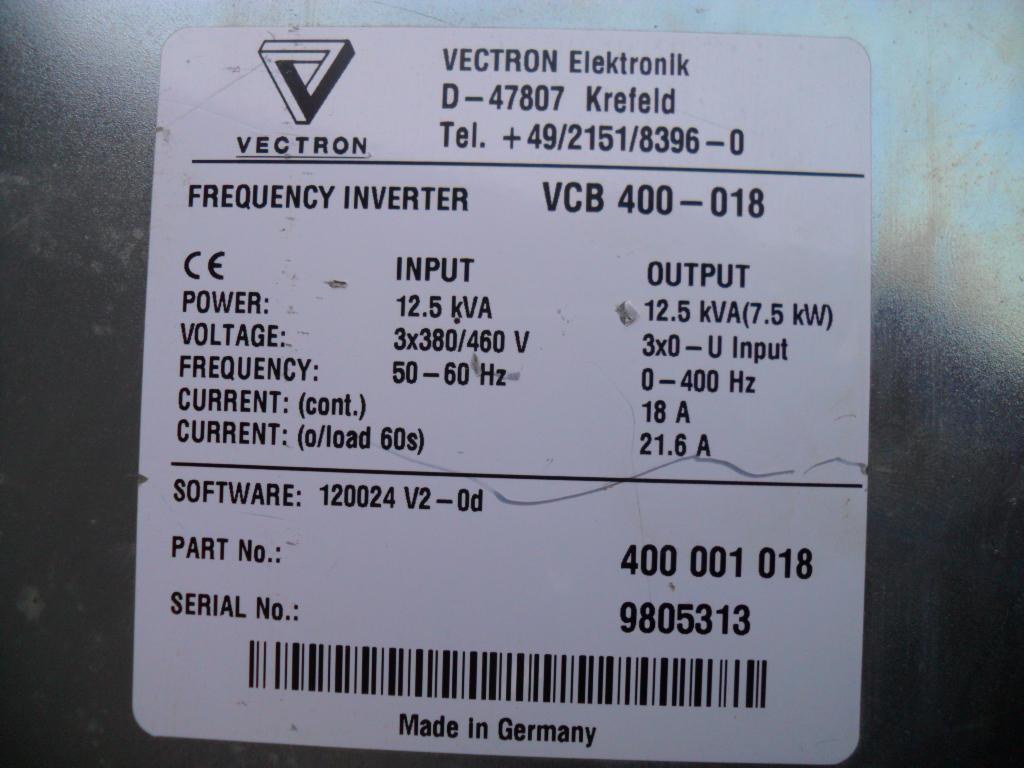 VECTRON
VECTRON Elektronik
D-47807 Krefeld
Tel. +49/2151/8396-0
FREQUENCY INVERTER VCB 400-018
CE INPUT OUTPUT
POWER: 12.5 kVA 12.5 kVA(7.5 kW)
VOLTAGE: 3x380/460 V 3x0-U Input
FREQUENCY: 50-60 Hz 0-400 Hz
CURRENT: (cont.) 18 A
CURRENT: (o/load 60s) 21.6 A
SOFTWARE: 120024 V2-0d
PART No.: 400 001 018
SERIAL No.: 9805313
Made in Germany